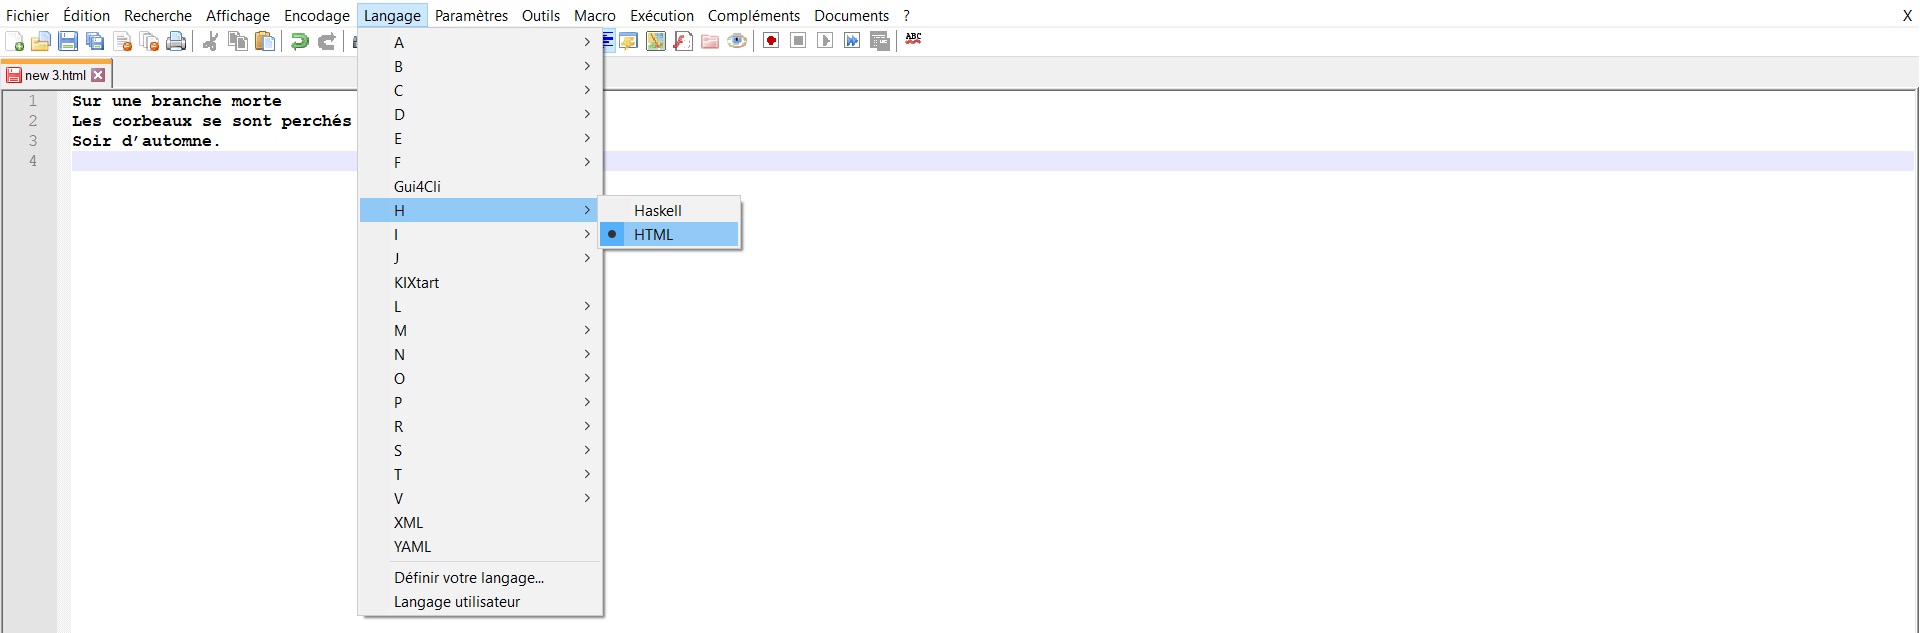 Fichier Édition Recherche Affichage Encodage Langage Paramètres Outils Macro Exécution Compléments Documents ? X
ABC
new 3.html
1 Sur une branche morte
2 Les corbeaux se sont perchés
3 Soir d’automne.
4
A
B
C
D
E
F
Gui4Cli
H
Haskell
HTML
I
J
KIXtart
L
M
N
O
P
R
S
T
V
XML
YAML
Définir votre langage...
Langage utilisateur